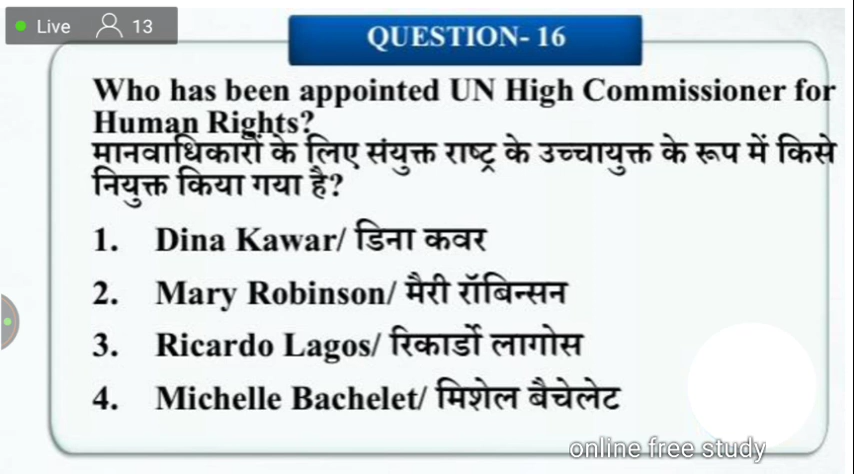 Live 13
QUESTION- 16
Who has been appointed UN High Commissioner for
Human Rights?
मानवाधिकारों के लिए संयुक्त राष्ट्र के उच्चायुक्त के रूप में किसे
नियुक्त किया गया है?
1. Dina Kawar/ डिना कवर
2. Mary Robinson/ मैरी रॉबिन्सन
3. Ricardo Lagos/ रिकार्डो लागोस
4. Michelle Bachelet/ मिशेल बैचेलेट
online free study